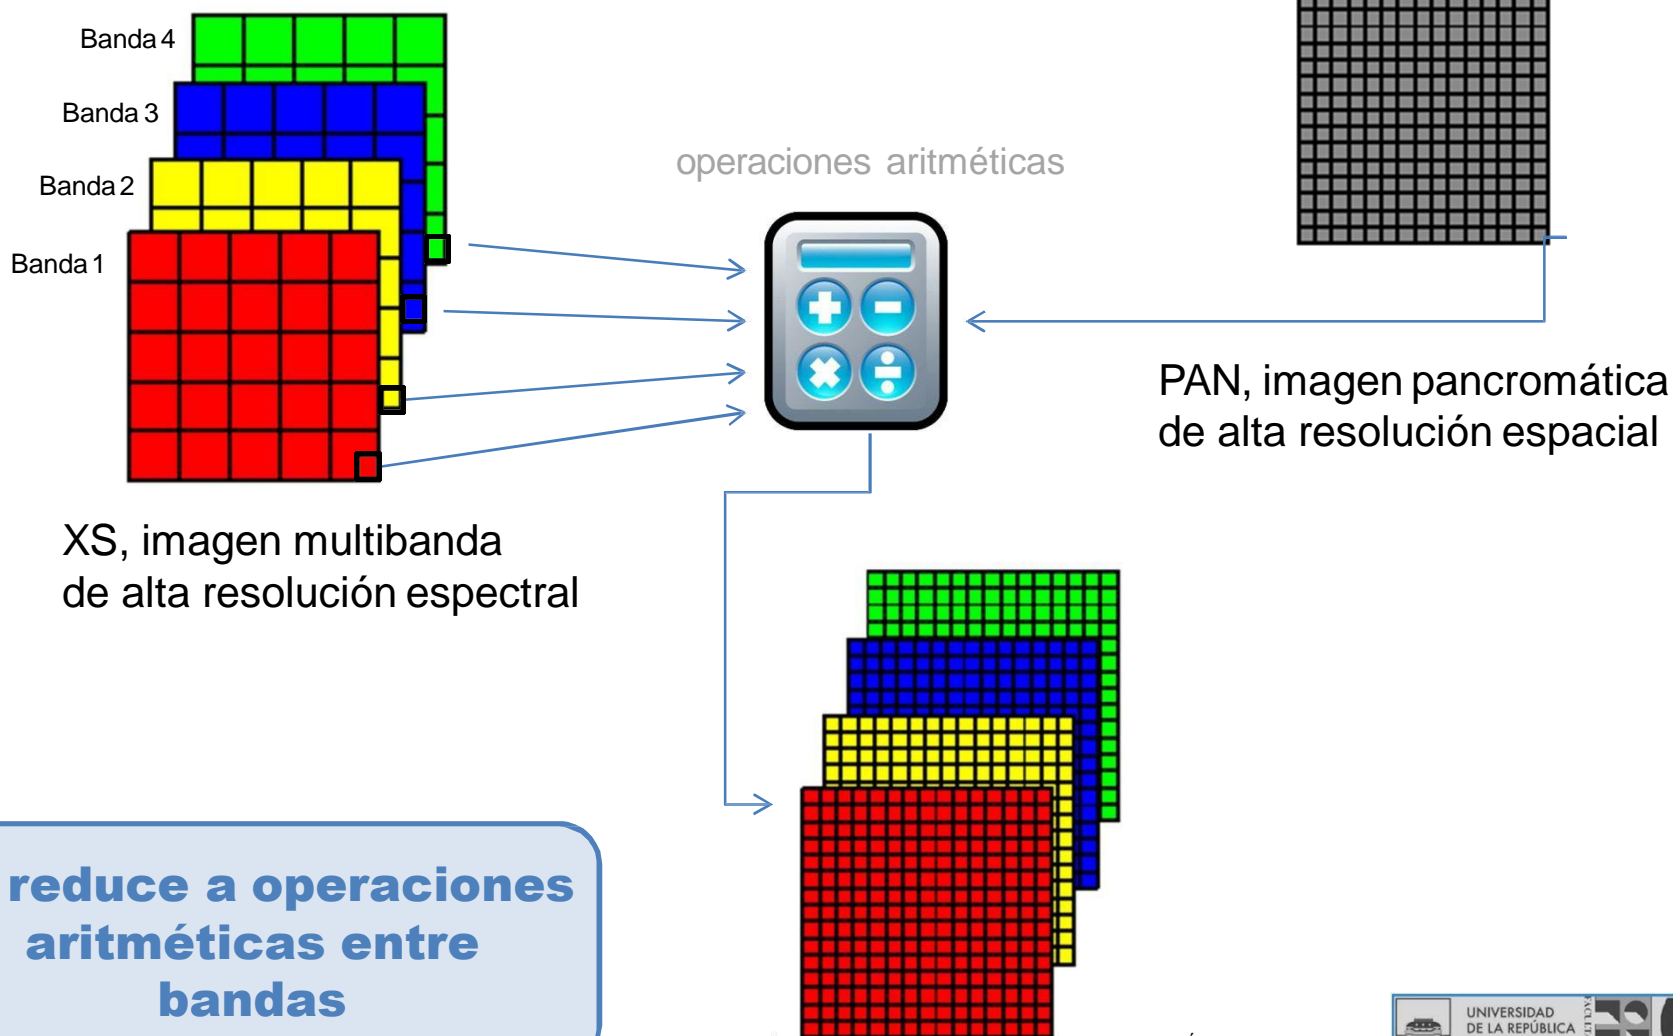 Banda 4
Banda 3
Banda 2
Banda 1
operaciones aritméticas
PAN, imagen pancromática
de alta resolución espacial
XS, imagen multibanda
de alta resolución espectral
reduce a operaciones
aritméticas entre
bandas
UNIVERSIDAD
DE LA REPÚBLICA